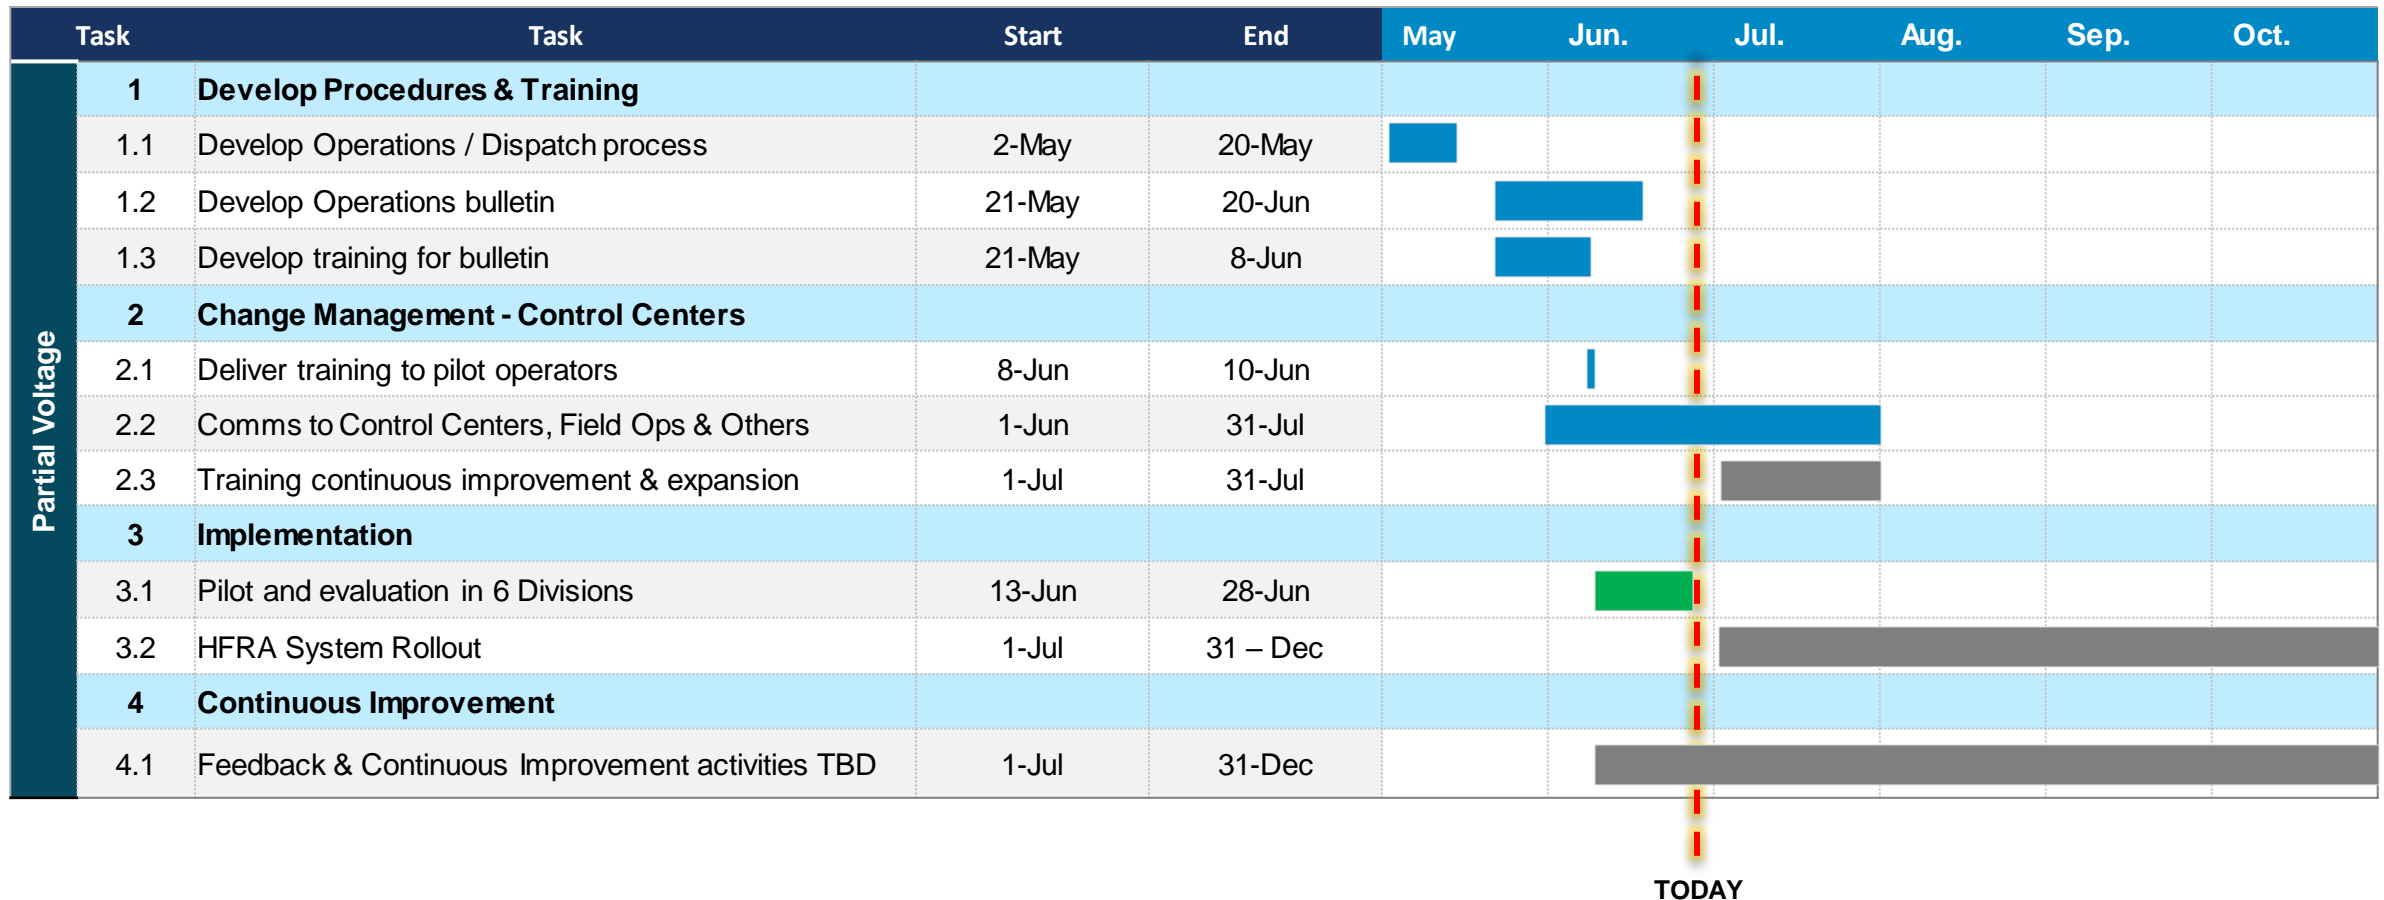 Task Task Start End May Jun. Jul. Aug. Sep. Oct.
Partial Voltage
1 Develop Procedures & Training
1.1 Develop Operations / Dispatch process 2-May 20-May
1.2 Develop Operations bulletin 21-May 20-Jun
1.3 Develop training for bulletin 21-May 8-Jun
2 Change Management - Control Centers
2.1 Deliver training to pilot operators 8-Jun 10-Jun
2.2 Comms to Control Centers, Field Ops & Others 1-Jun 31-Jul
2.3 Training continuous improvement & expansion 1-Jul 31-Jul
3 Implementation
3.1 Pilot and evaluation in 6 Divisions 13-Jun 28-Jun
3.2 HFRA System Rollout 1-Jul 31 – Dec
4 Continuous Improvement
4.1 Feedback & Continuous Improvement activities TBD 1-Jul 31-Dec
TODAY